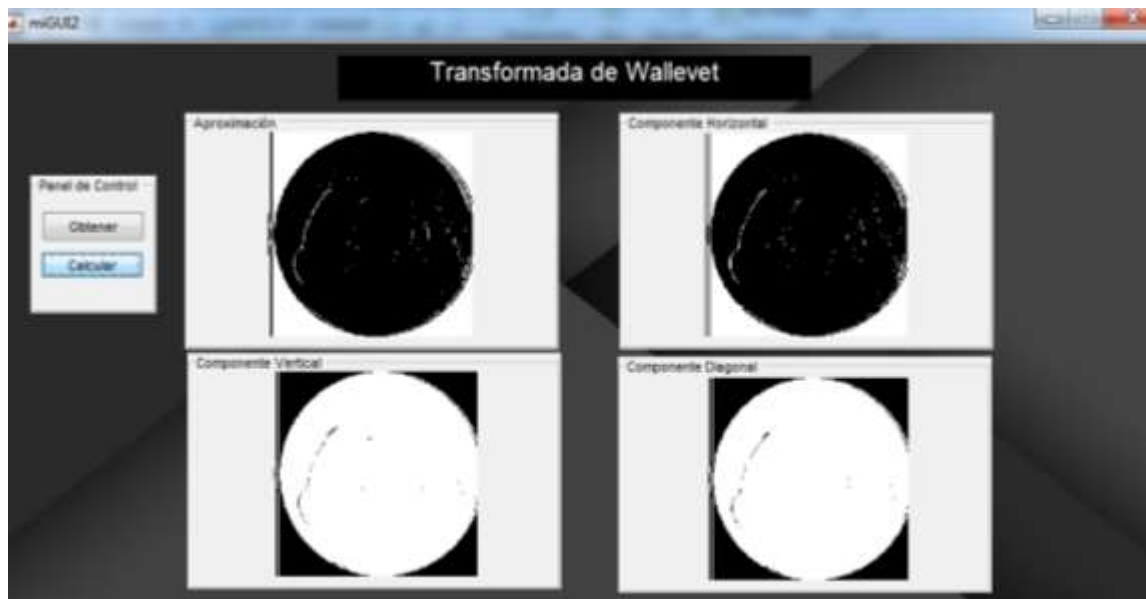 miGUI2
Transformada de Wallevet
Aproximación
Componente Horizontal
Panel de Control
Obtener
Calcular
Componente Vertical
Componente Diagonal